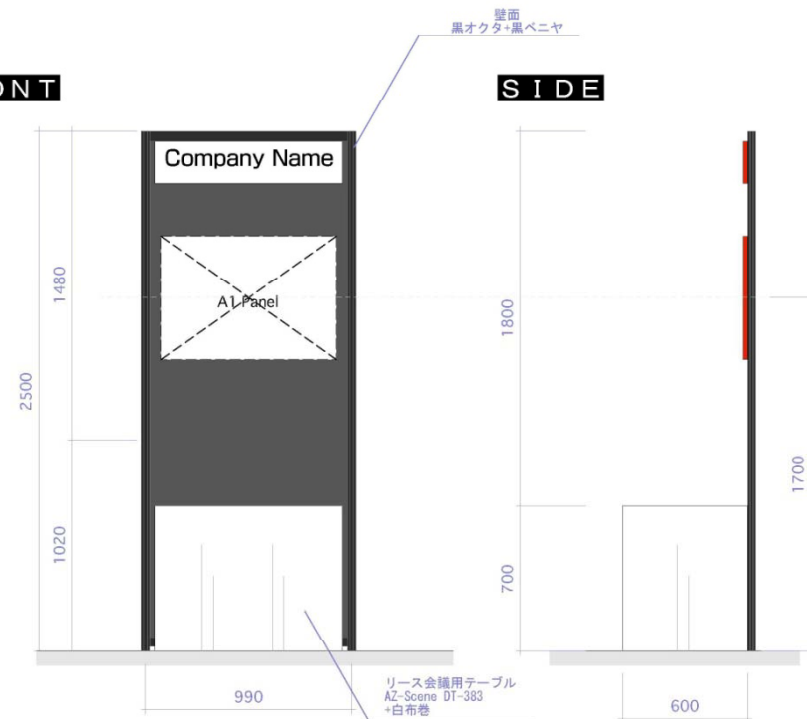 壁面
黒オクタ+黒ベニヤ
ONT
SIDE
Company Name
A1 Panel
1480
2500
1020
1800
1700
700
990
600
リース会議用テーブル
AZ-Scene DT-383
+白布巻